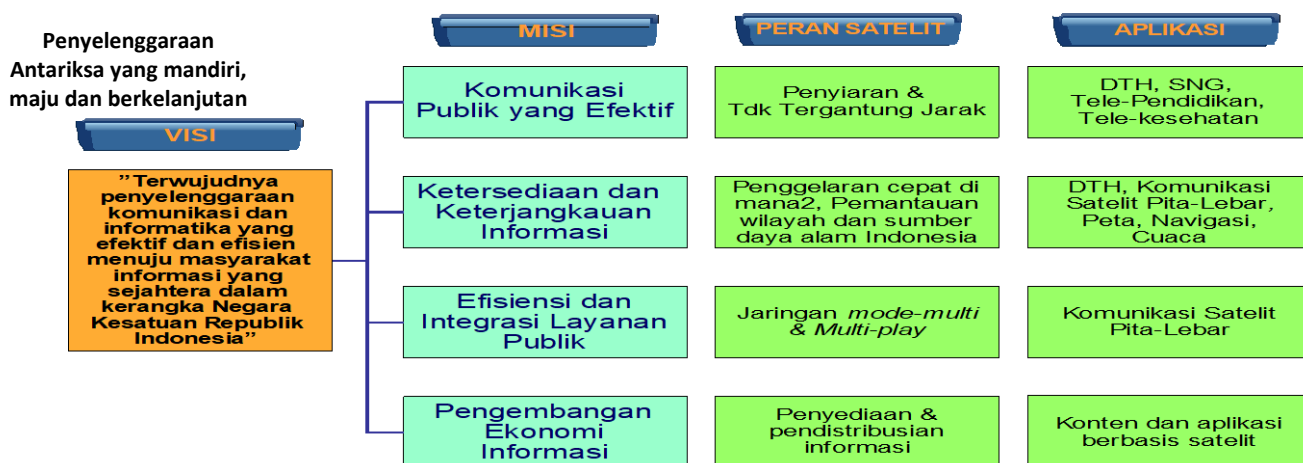 Penyelenggaraan
Antariksa yang mandiri,
maju dan berkelanjutan
VISI
”Terwujudnya
penyelenggaraan
komunikasi dan
informatika yang
efektif dan efisien
menuju masyarakat
informasi yang
sejahtera dalam
kerangka Negara
Kesatuan Republik
Indonesia”
MISI
Komunikasi
Publik yang Efektif
Ketersediaan dan
Keterjangkauan
Informasi
Efisiensi dan
Integrasi Layanan
Publik
Pengembangan
Ekonomi
Informasi
PERAN SATELIT
Penyiaran &
Tdk Tergantung Jarak
Penggelaran cepat di
mana2, Pemantauan
wilayah dan sumber
daya alam Indonesia
Jaringan mode-multi
& Multi-play
Penyediaan &
pendistribusian
informasi
APLIKASI
DTH, SNG,
Tele-Pendidikan,
Tele-kesehatan
DTH, Komunikasi
Satelit Pita-Lebar,
Peta, Navigasi,
Cuaca
Komunikasi Satelit
Pita-Lebar
Konten dan aplikasi
berbasis satelit